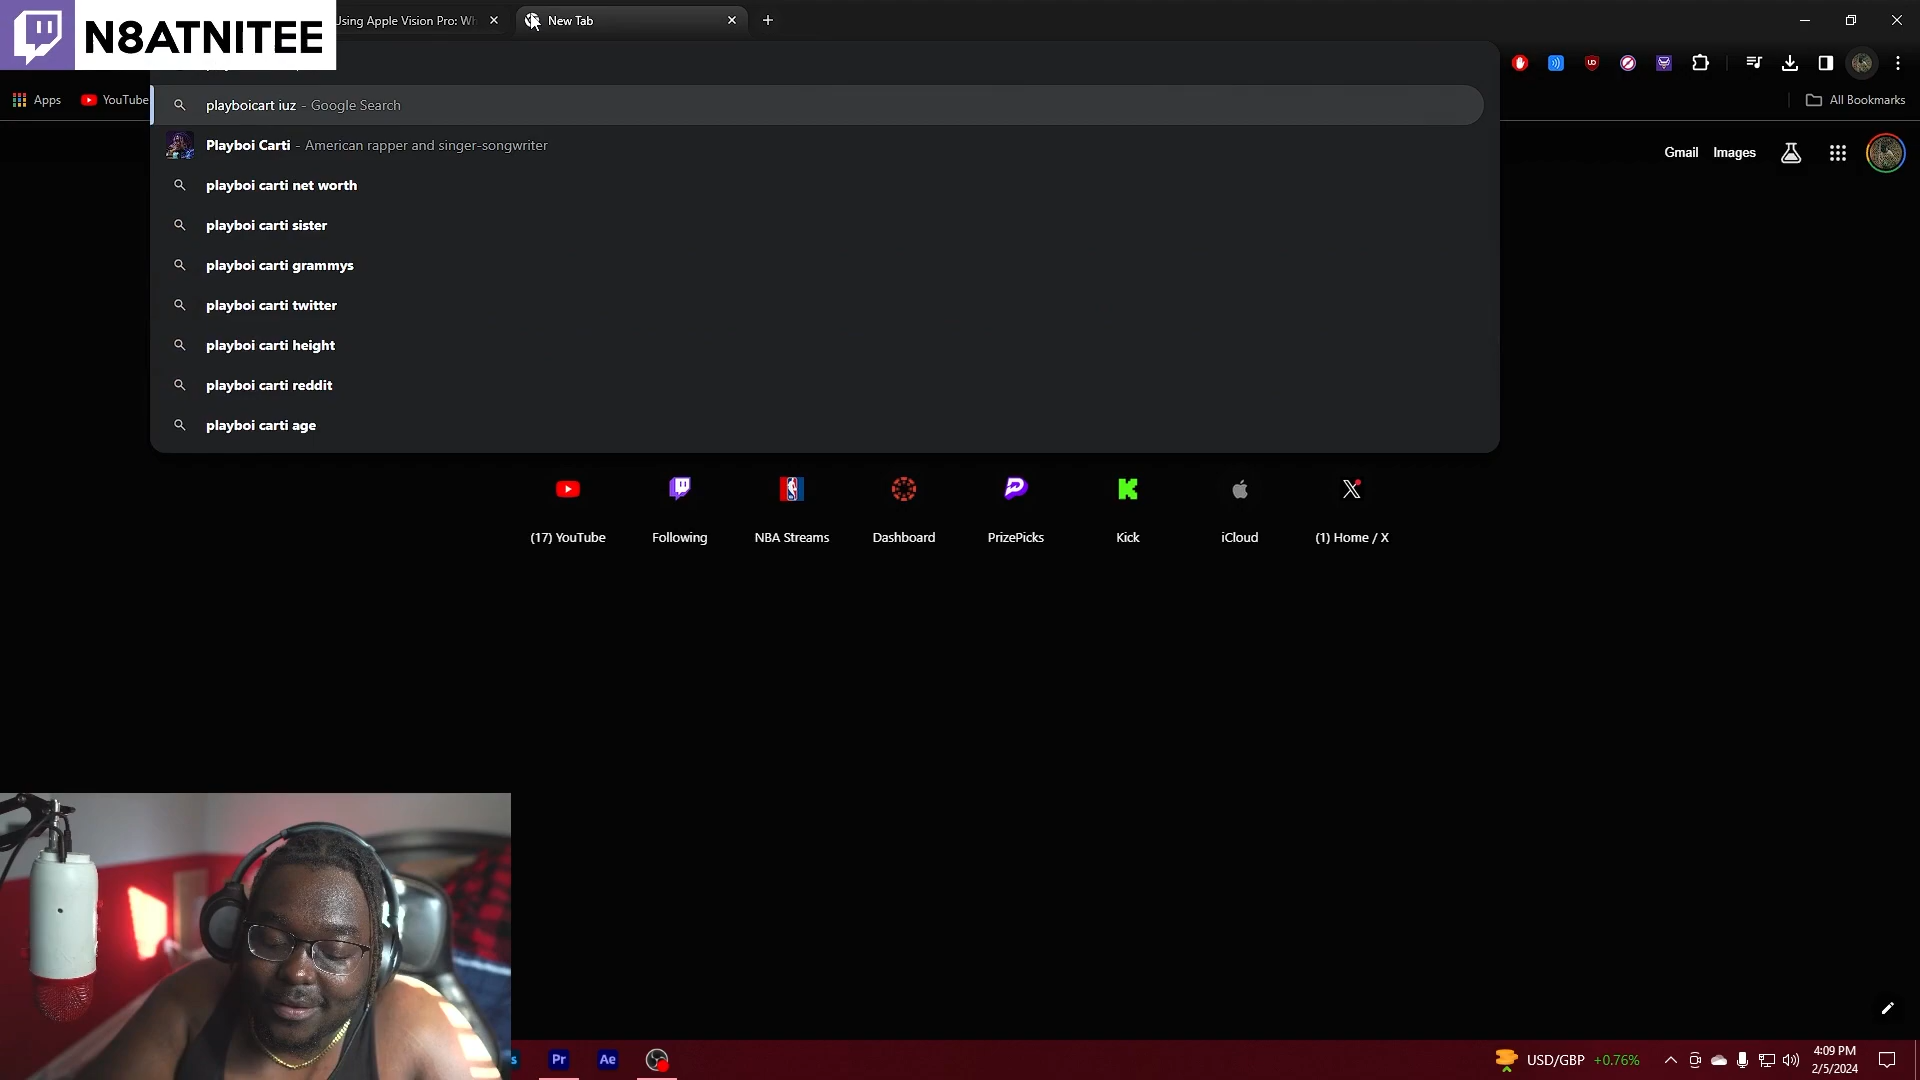 N8ATNITEE
Using Apple Vision Pro: Wh
New Tab
Apps
YouTube
All Bookmarks
playboicart iuz - Google Search
Playboi Carti - American rapper and singer-songwriter
playboi carti net worth
playboi carti sister
playboi carti grammys
playboi carti twitter
playboi carti height
playboi carti reddit
playboi carti age
Gmail
Images
(17) YouTube
Following
NBA Streams
Dashboard
PrizePicks
Kick
iCloud
(1) Home / X
Pr
Ae
USD/GBP +0.76%
4:09 PM
2/5/2024